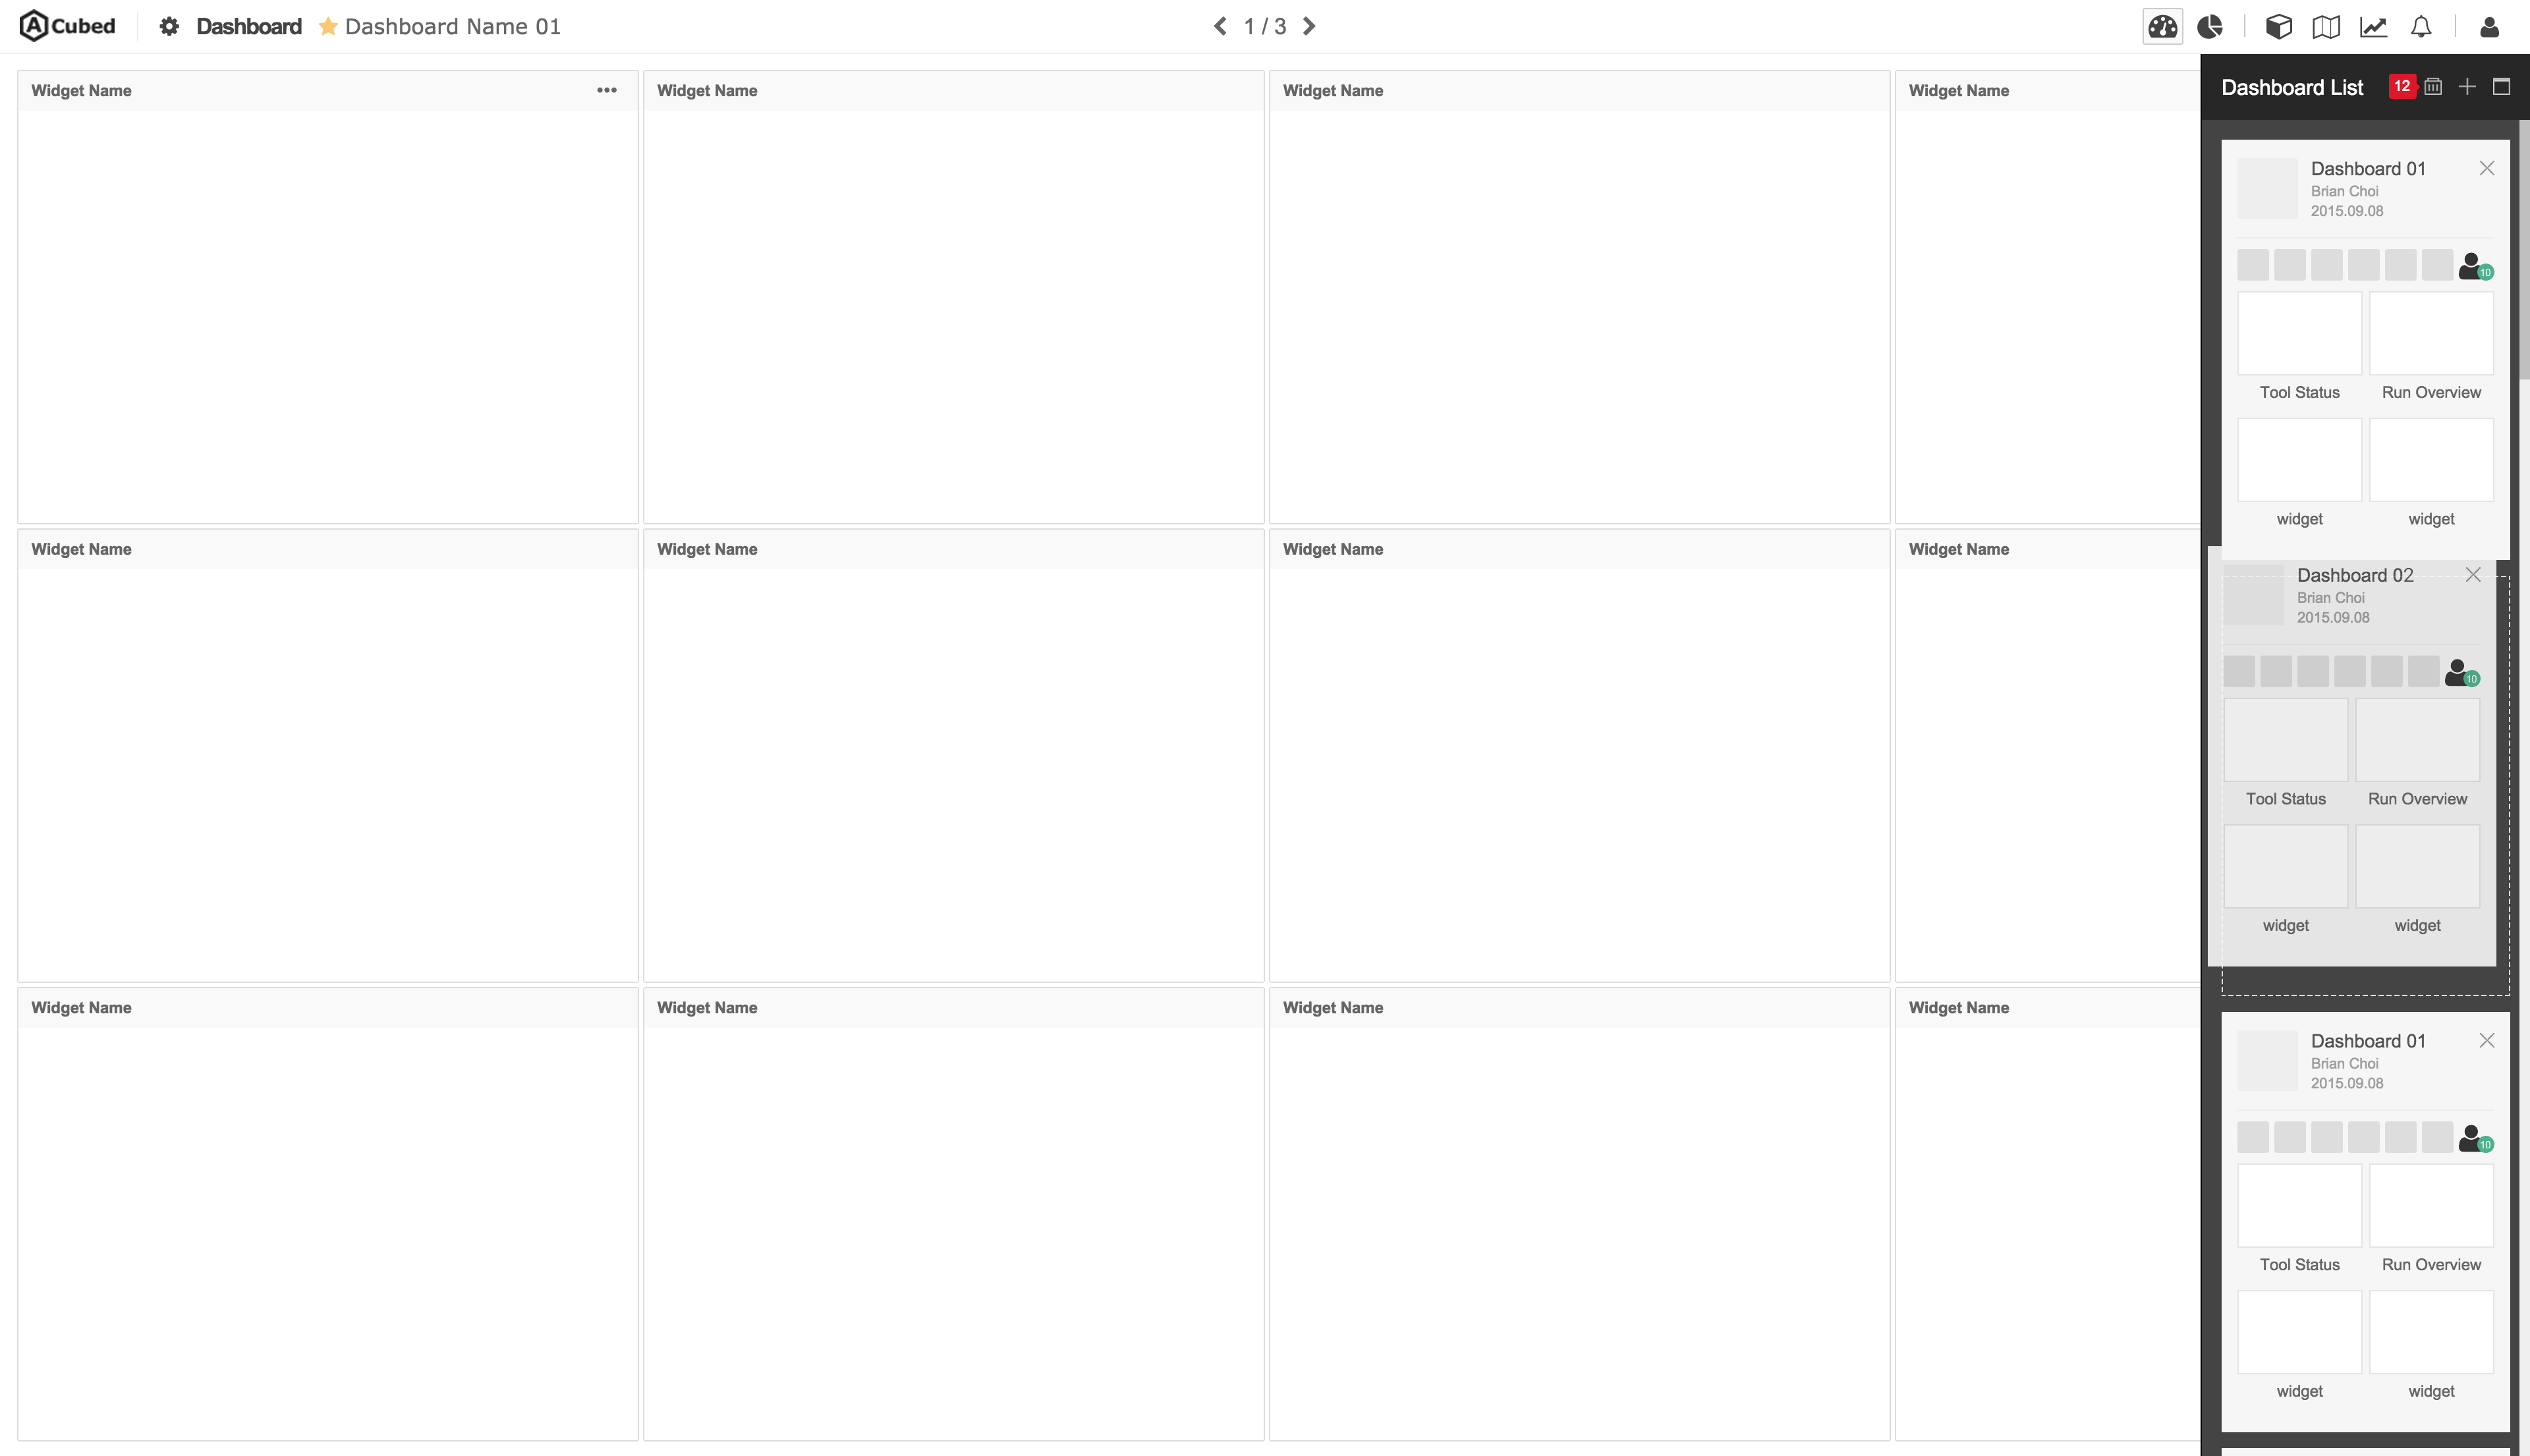 A Cubed
Dashboard
Dashboard Name 01
1 / 3
Widget Name
Widget Name
Widget Name
Widget Name
Widget Name
Widget Name
Widget Name
Widget Name
Widget Name
Widget Name
Widget Name
Widget Name
Dashboard List
12
Dashboard 01
Brian Choi
2015.09.08
10
Tool Status
Run Overview
widget
widget
Dashboard 02
Brian Choi
2015.09.08
10
Tool Status
Run Overview
widget
widget
Dashboard 01
Brian Choi
2015.09.08
10
Tool Status
Run Overview
widget
widget